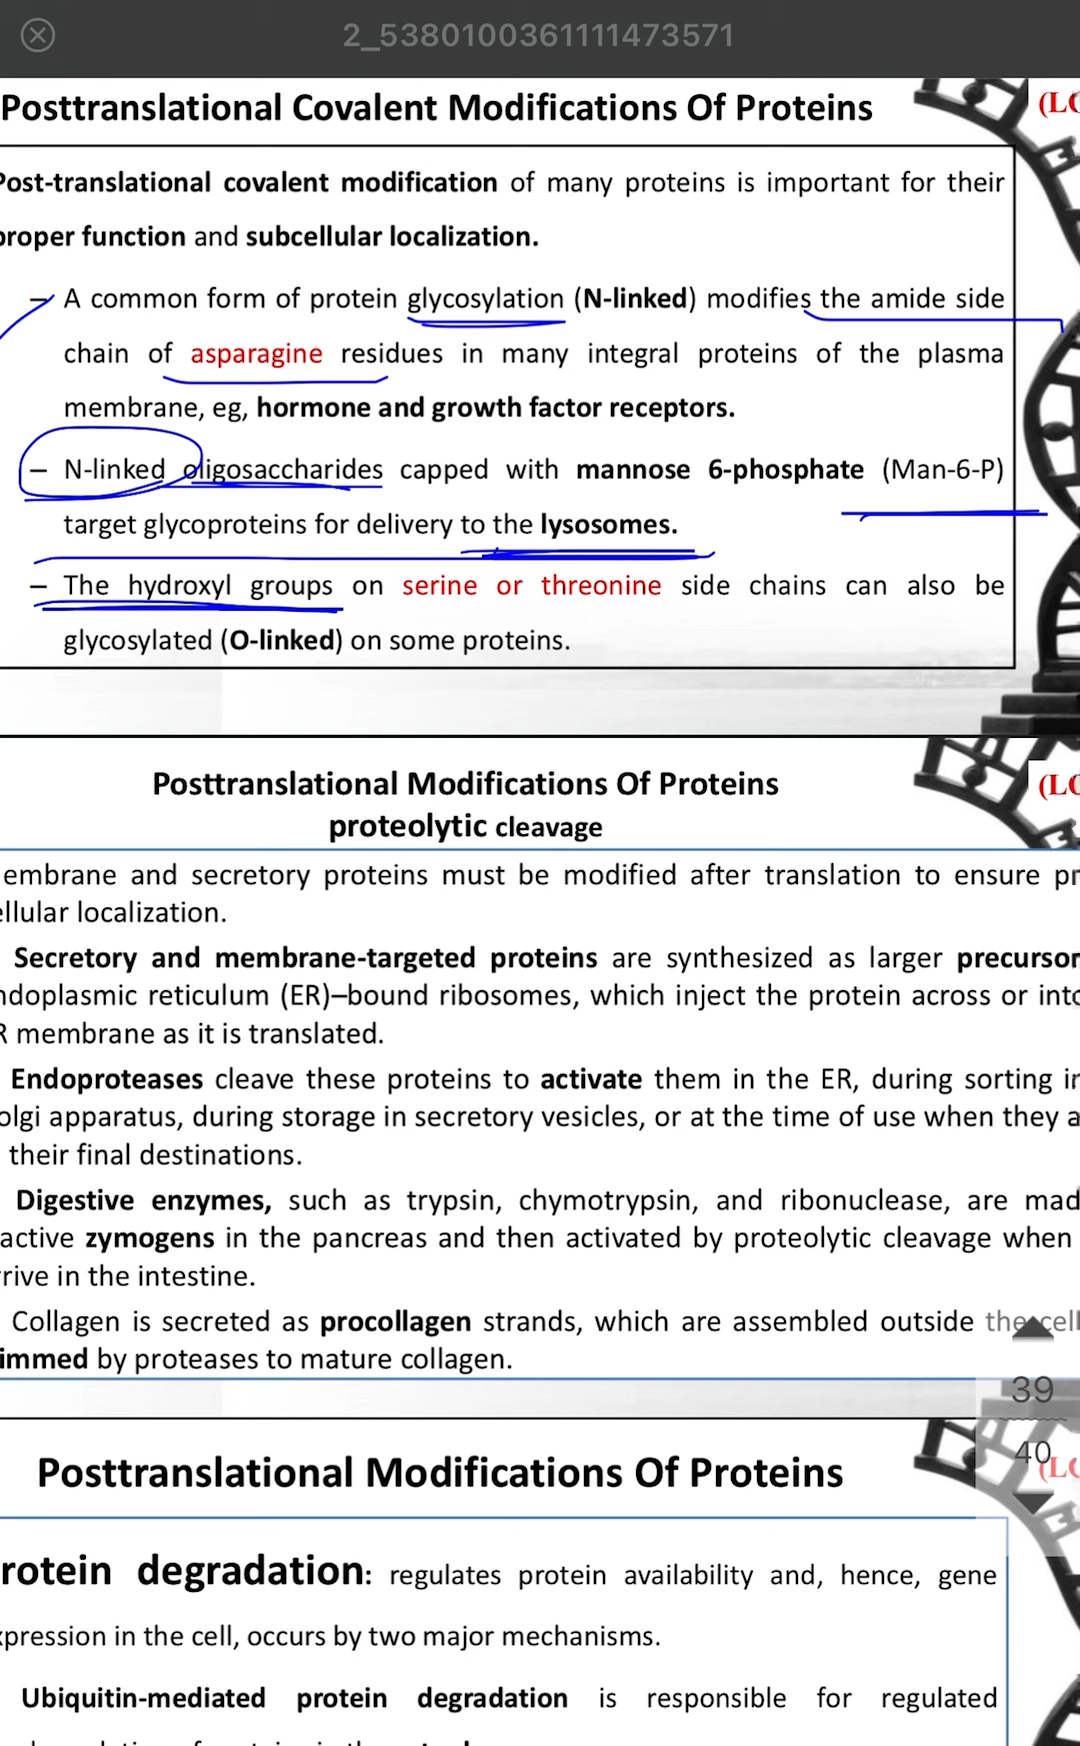 2_5380100361111473571
Posttranslational Covalent Modifications Of Proteins
Post-translational covalent modification of many proteins is important for their
proper function and subcellular localization.
– A common form of protein glycosylation (N-linked) modifies the amide side
chain of asparagine residues in many integral proteins of the plasma
membrane, eg, hormone and growth factor receptors.
– N-linked oligosaccharides capped with mannose 6-phosphate (Man-6-P)
target glycoproteins for delivery to the lysosomes.
– The hydroxyl groups on serine or threonine side chains can also be
glycosylated (O-linked) on some proteins.
Posttranslational Modifications Of Proteins
proteolytic cleavage
embrane and secretory proteins must be modified after translation to ensure pr
ellular localization.
Secretory and membrane-targeted proteins are synthesized as larger precursor
ndoplasmic reticulum (ER)–bound ribosomes, which inject the protein across or into
R membrane as it is translated.
Endoproteases cleave these proteins to activate them in the ER, during sorting in
olgi apparatus, during storage in secretory vesicles, or at the time of use when they a
their final destinations.
Digestive enzymes, such as trypsin, chymotrypsin, and ribonuclease, are mad
active zymogens in the pancreas and then activated by proteolytic cleavage when
rrive in the intestine.
Collagen is secreted as procollagen strands, which are assembled outside the cell
immed by proteases to mature collagen.
39
40
Posttranslational Modifications Of Proteins
rotein degradation: regulates protein availability and, hence, gene
xpression in the cell, occurs by two major mechanisms.
Ubiquitin-mediated protein degradation is responsible for regulated